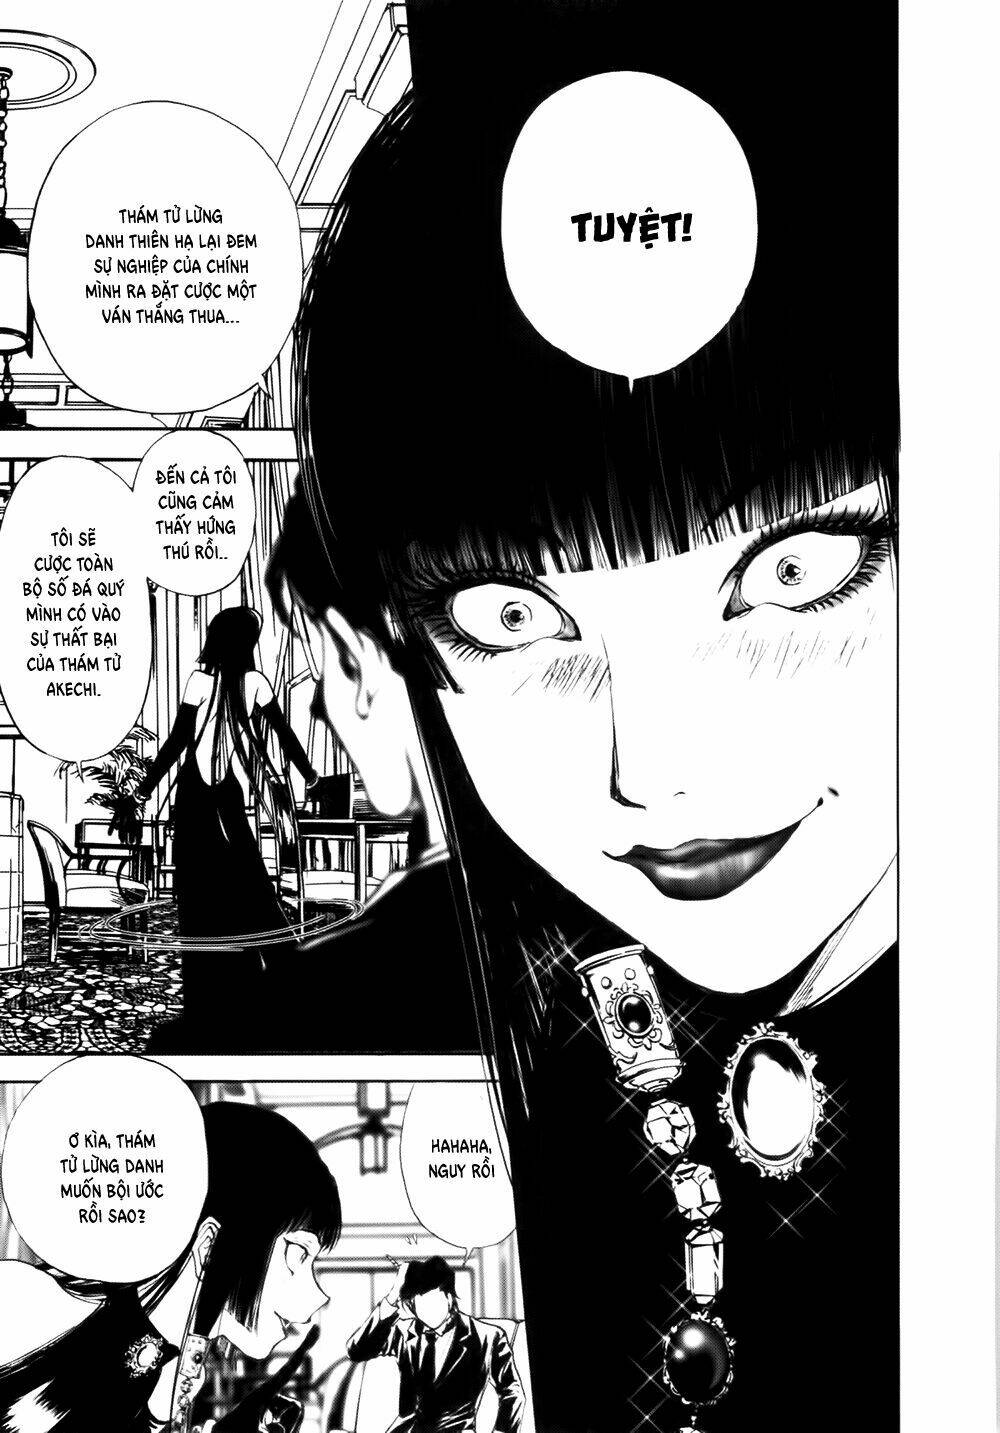 TUYỆT!
THÁM TỬ LỪNG
DANH THIÊN HẠ LẠI ĐEM
SỰ NGHIỆP CỦA CHÍNH
MÌNH RA ĐẶT CƯỢC MỘT
VÁN THẮNG THUA...
ĐẾN CẢ TÔI
CŨNG CẢM
THẤY HỨNG
THÚ RỒI..
TÔI SẼ
CƯỢC TOÀN
BỘ SỐ ĐÁ QUÝ
MÌNH CÓ VÀO
SỰ THẤT BẠI
CỦA THÁM TỬ
AKECHI.
HAHAHA,
NGUY RỒI
Ơ KÌA, THÁM
TỬ LỪNG DANH
MUỐN BỘI ƯỚC
RỒI SAO?